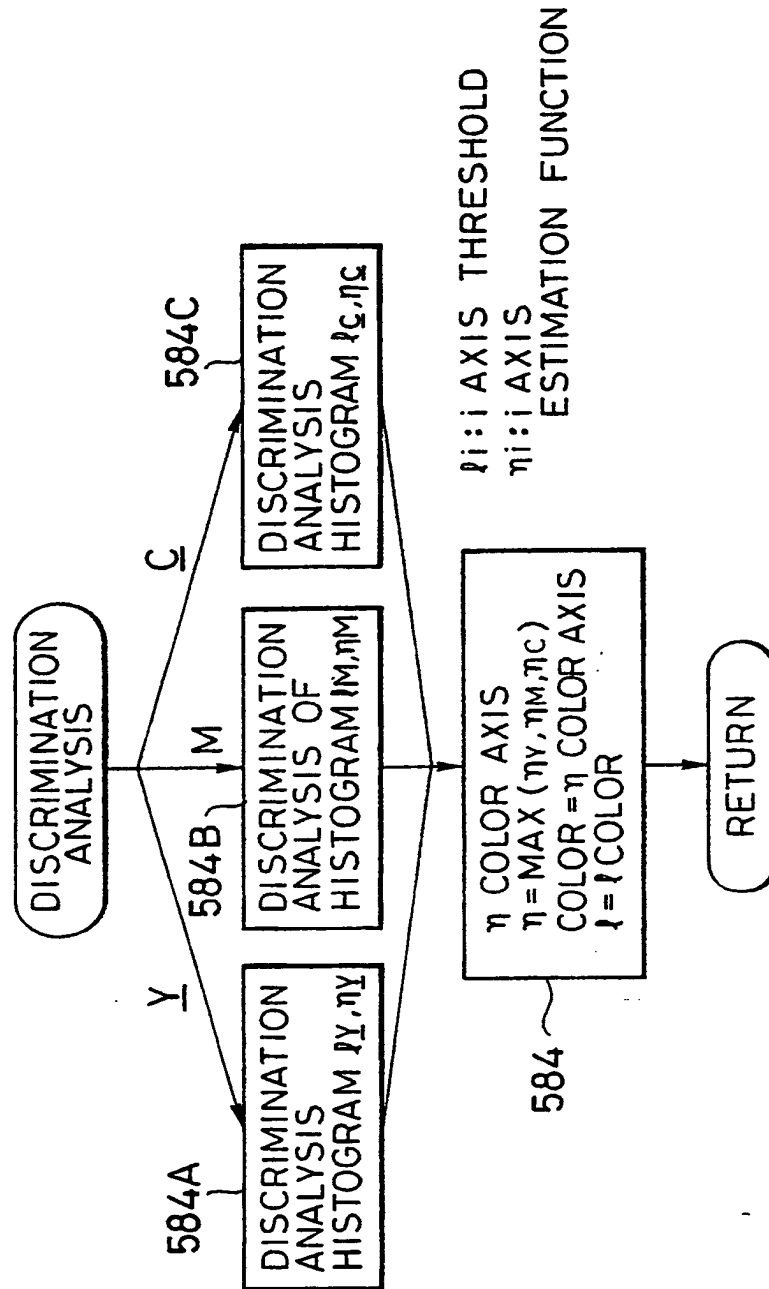 DISCRIMINATION
ANALYSIS
Y
M
C
584A
DISCRIMINATION
ANALYSIS
HISTOGRAM ℓY,ηY
584B
DISCRIMINATION
ANALYSIS OF
HISTOGRAM ℓM,ηM
584C
DISCRIMINATION
ANALYSIS
HISTOGRAM ℓC,ηC
584
η COLOR AXIS
η=MAX (ηY,ηM,ηC)
COLOR=η COLOR AXIS
ℓ=ℓ COLOR
RETURN
ℓi:i AXIS THRESHOLD
ηi:i AXIS
ESTIMATION FUNCTION